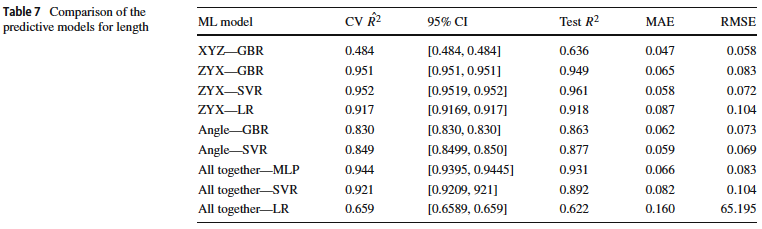 Table 7 Comparison of the
predictive models for length
ML model CV R̂² 95% CI Test R² MAE RMSE
XYZ—GBR 0.484 [0.484, 0.484] 0.636 0.047 0.058
ZYX—GBR 0.951 [0.951, 0.951] 0.949 0.065 0.083
ZYX—SVR 0.952 [0.9519, 0.952] 0.961 0.058 0.072
ZYX—LR 0.917 [0.9169, 0.917] 0.918 0.087 0.104
Angle—GBR 0.830 [0.830, 0.830] 0.863 0.062 0.073
Angle—SVR 0.849 [0.8499, 0.850] 0.877 0.059 0.069
All together—MLP 0.944 [0.9395, 0.9445] 0.931 0.066 0.083
All together—SVR 0.921 [0.9209, 921] 0.892 0.082 0.104
All together—LR 0.659 [0.6589, 0.659] 0.622 0.160 65.195